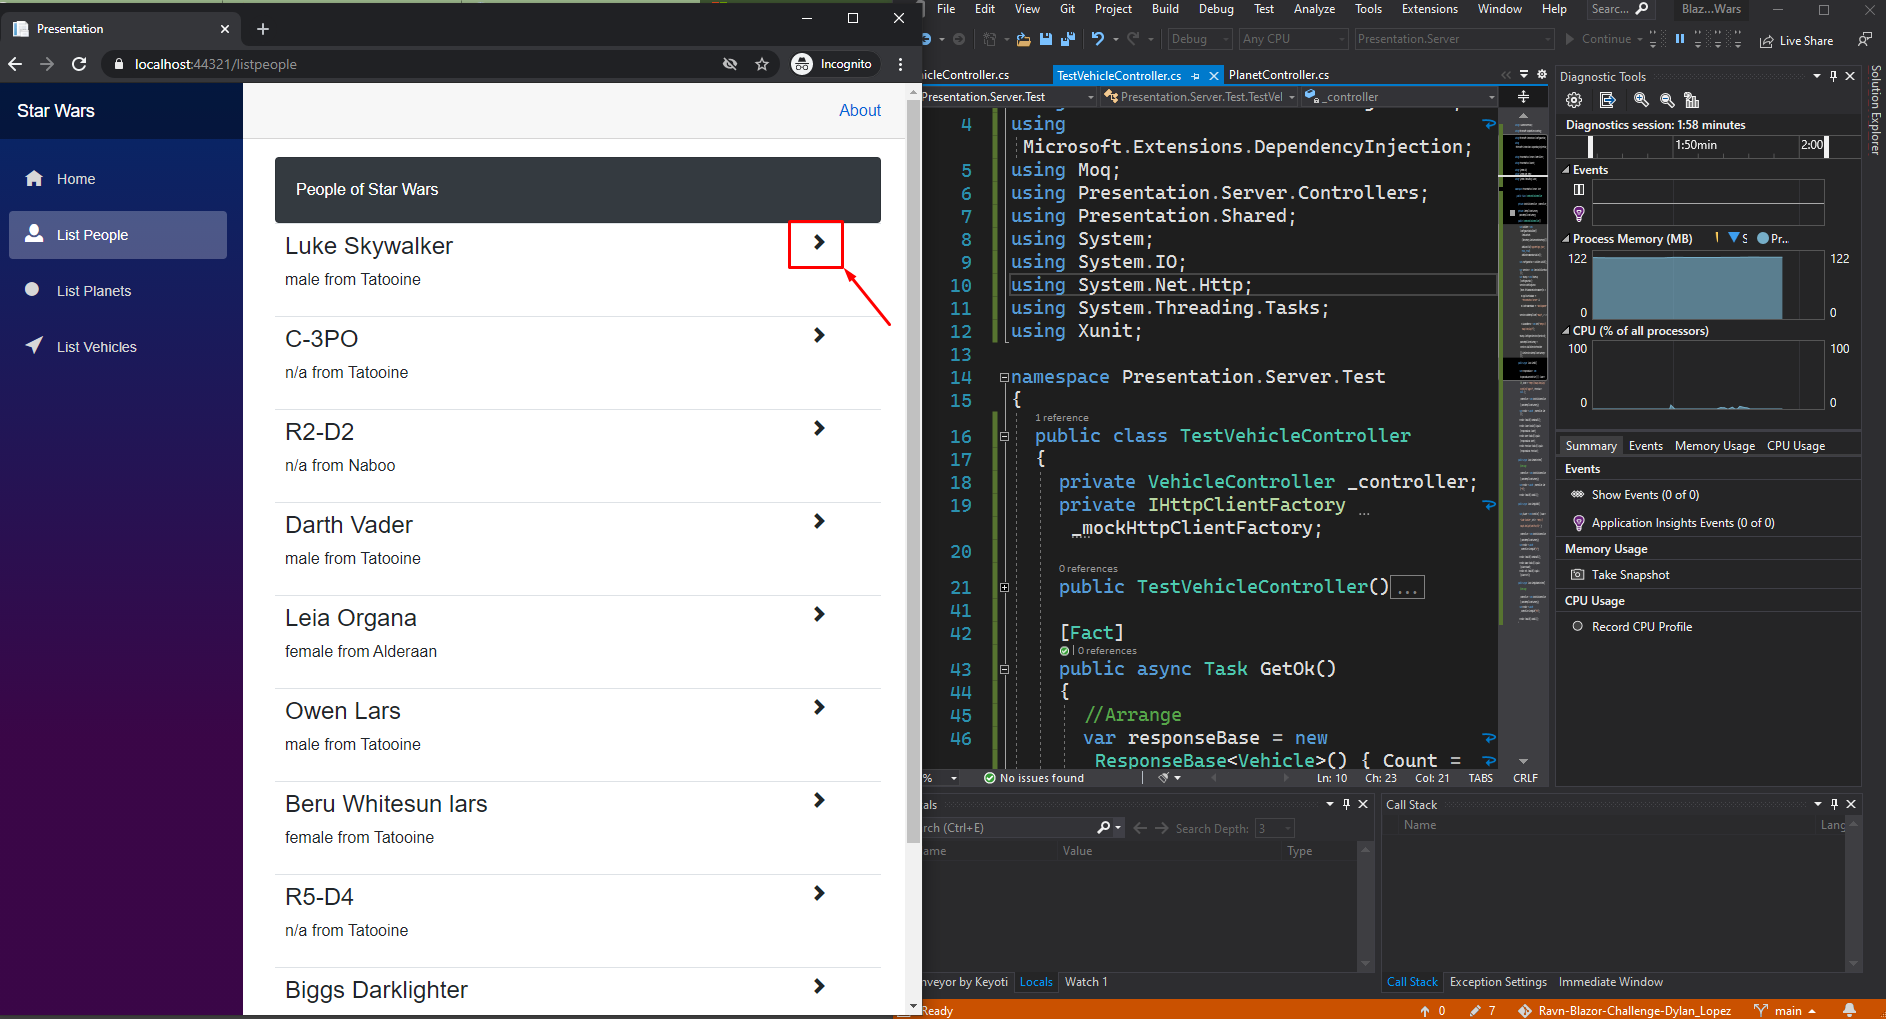 Presentation
localhost:44321/listpeople
Incognito
Star Wars
About
Home
List People
List Planets
List Vehicles
People of Star Wars
Luke Skywalker
male from Tatooine
C-3PO
n/a from Tatooine
R2-D2
n/a from Naboo
Darth Vader
male from Tatooine
Leia Organa
female from Alderaan
Owen Lars
male from Tatooine
Beru Whitesun lars
female from Tatooine
R5-D4
n/a from Tatooine
Biggs Darklighter
File Edit View Git Project Build Debug Test Analyze Tools Extensions Window Help Searc... Blaz...Wars
Debug Any CPU Presentation.Server Continue Live Share
hicleController.cs TestVehicleController.cs PlanetController.cs
Presentation.Server.Test Presentation.Server.Test.TestVel _controller
4 using
Microsoft.Extensions.DependencyInjection;
5 using Moq;
6 using Presentation.Server.Controllers;
7 using Presentation.Shared;
8 using System;
9 using System.IO;
10 using System.Net.Http;
11 using System.Threading.Tasks;
12 using Xunit;
13
14 namespace Presentation.Server.Test
15 {
1 reference
16 public class TestVehicleController
17 {
18 private VehicleController _controller;
19 private IHttpClientFactory
_mockHttpClientFactory;
20
0 references
21 public TestVehicleController()...
41
42 [Fact]
| 0 references
43 public async Task GetOk()
44 {
45 //Arrange
46 var responseBase = new
ResponseBase<Vehicle>() { Count =
% No issues found Ln: 10 Ch: 23 Col: 21 TABS CRLF
Diagnostic Tools
Diagnostics session: 1:58 minutes
1:50min 2:00
Events
Process Memory (MB) S Pr...
122 122
0 0
CPU (% of all processors)
100 100
0 0
Summary Events Memory Usage CPU Usage
Events
Show Events (0 of 0)
Application Insights Events (0 of 0)
Memory Usage
Take Snapshot
CPU Usage
Record CPU Profile
Solution Explorer
als
rch (Ctrl+E) Search Depth: 3
ame Value Type
nveyor by Keyoti Locals Watch 1
Call Stack
Name Lang
Call Stack Exception Settings Immediate Window
Ready 0 7 Ravn-Blazor-Challenge-Dylan_Lopez main